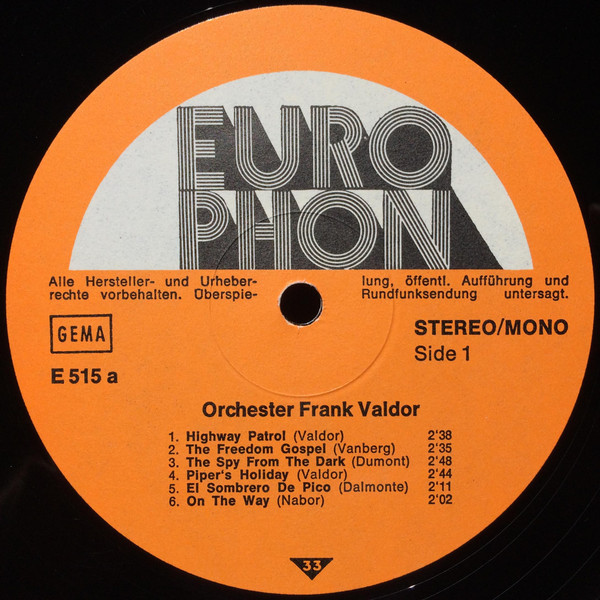 EURO
PHON
Alle Hersteller- und Urheber-
rechte vorbehalten. Überspie-
lung, öffentl. Aufführung und
Rundfunksendung untersagt.
GEMA
E 515 a
STEREO/MONO
Side 1
Orchester Frank Valdor
1. Highway Patrol (Valdor) 2'38
2. The Freedom Gospel (Vanberg) 2'35
3. The Spy From The Dark (Dumont) 2'48
4. Piper's Holiday (Valdor) 2'44
5. El Sombrero De Pico (Dalmonte) 2'11
6. On The Way (Nabor) 2'02
33